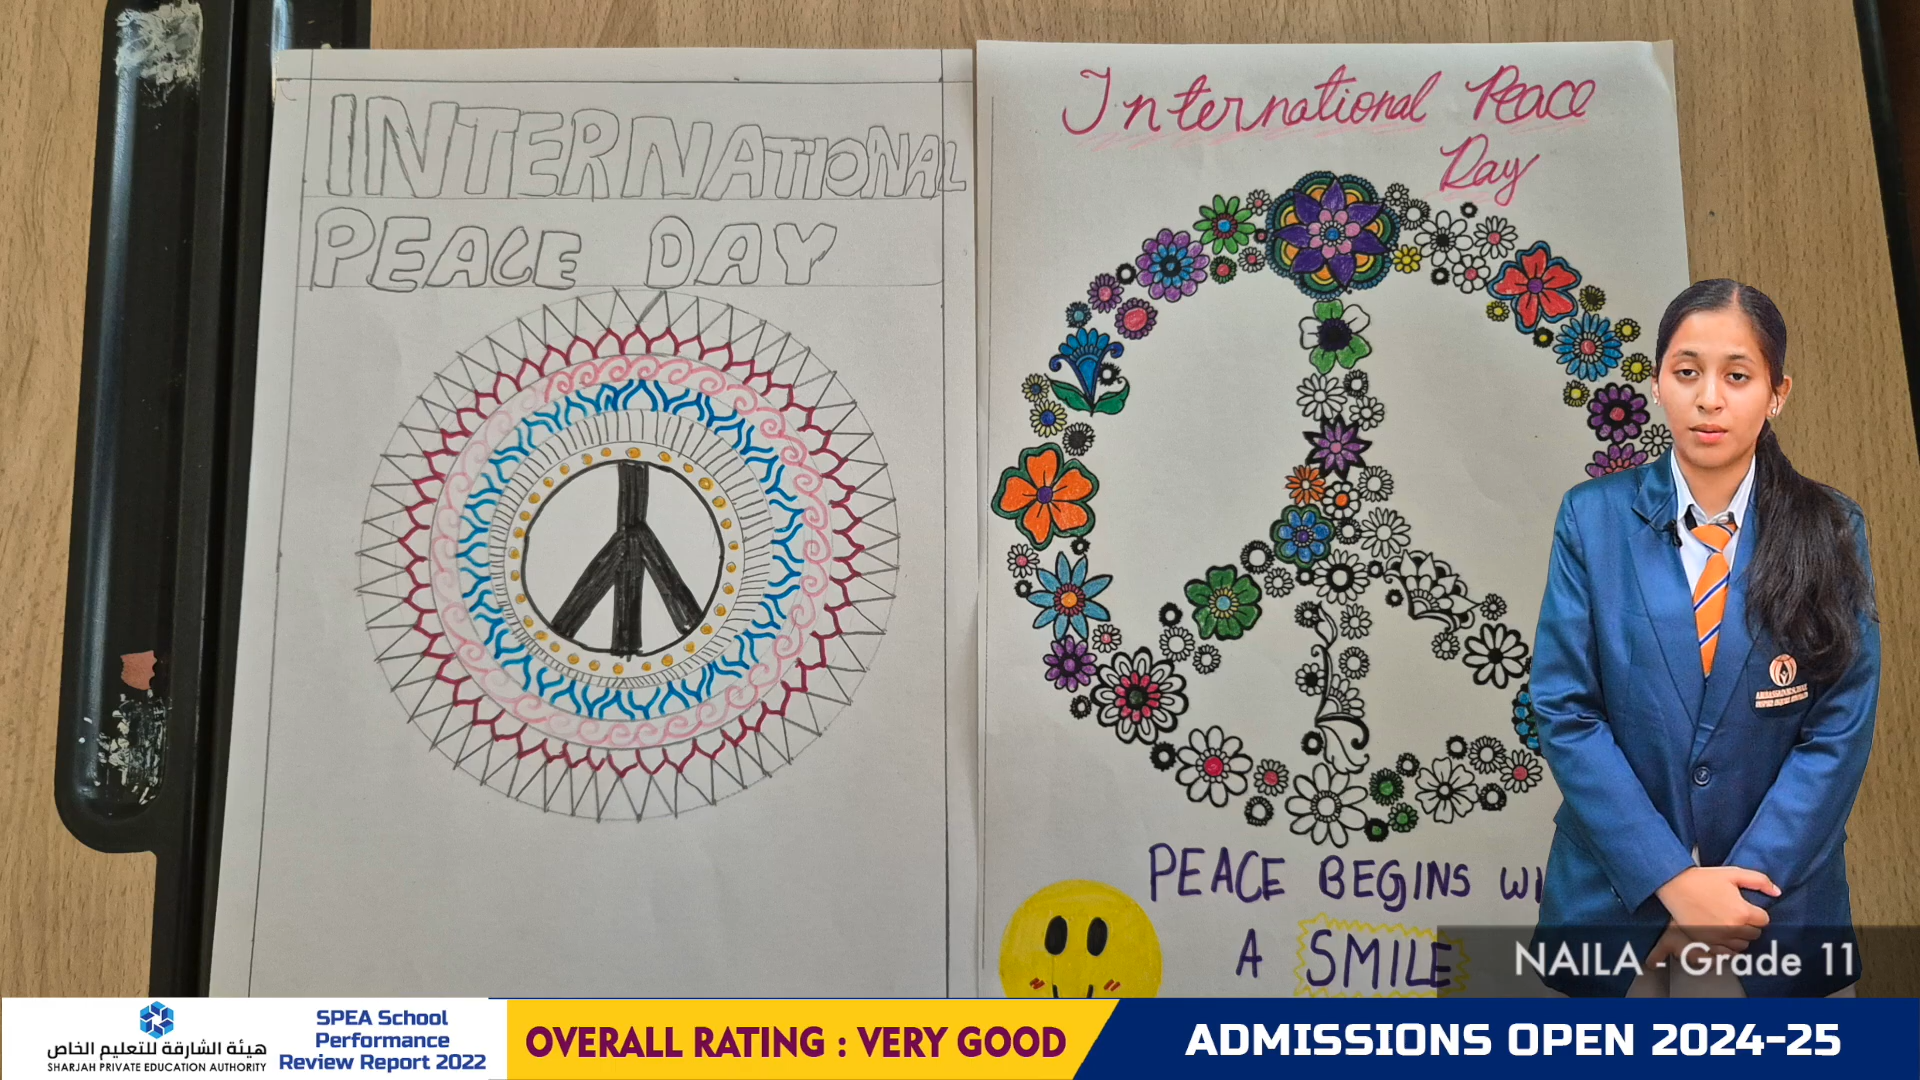 INTERNATIONAL
PEACE DAY
International Peace
Day
PEACE BEGINS WI
A SMILE
NAILA - Grade 11
هيئة الشارقة للتعليم الخاص
SHARJAH PRIVATE EDUCATION AUTHORITY
SPEA School
Performance
Review Report 2022
OVERALL RATING : VERY GOOD
ADMISSIONS OPEN 2024-25